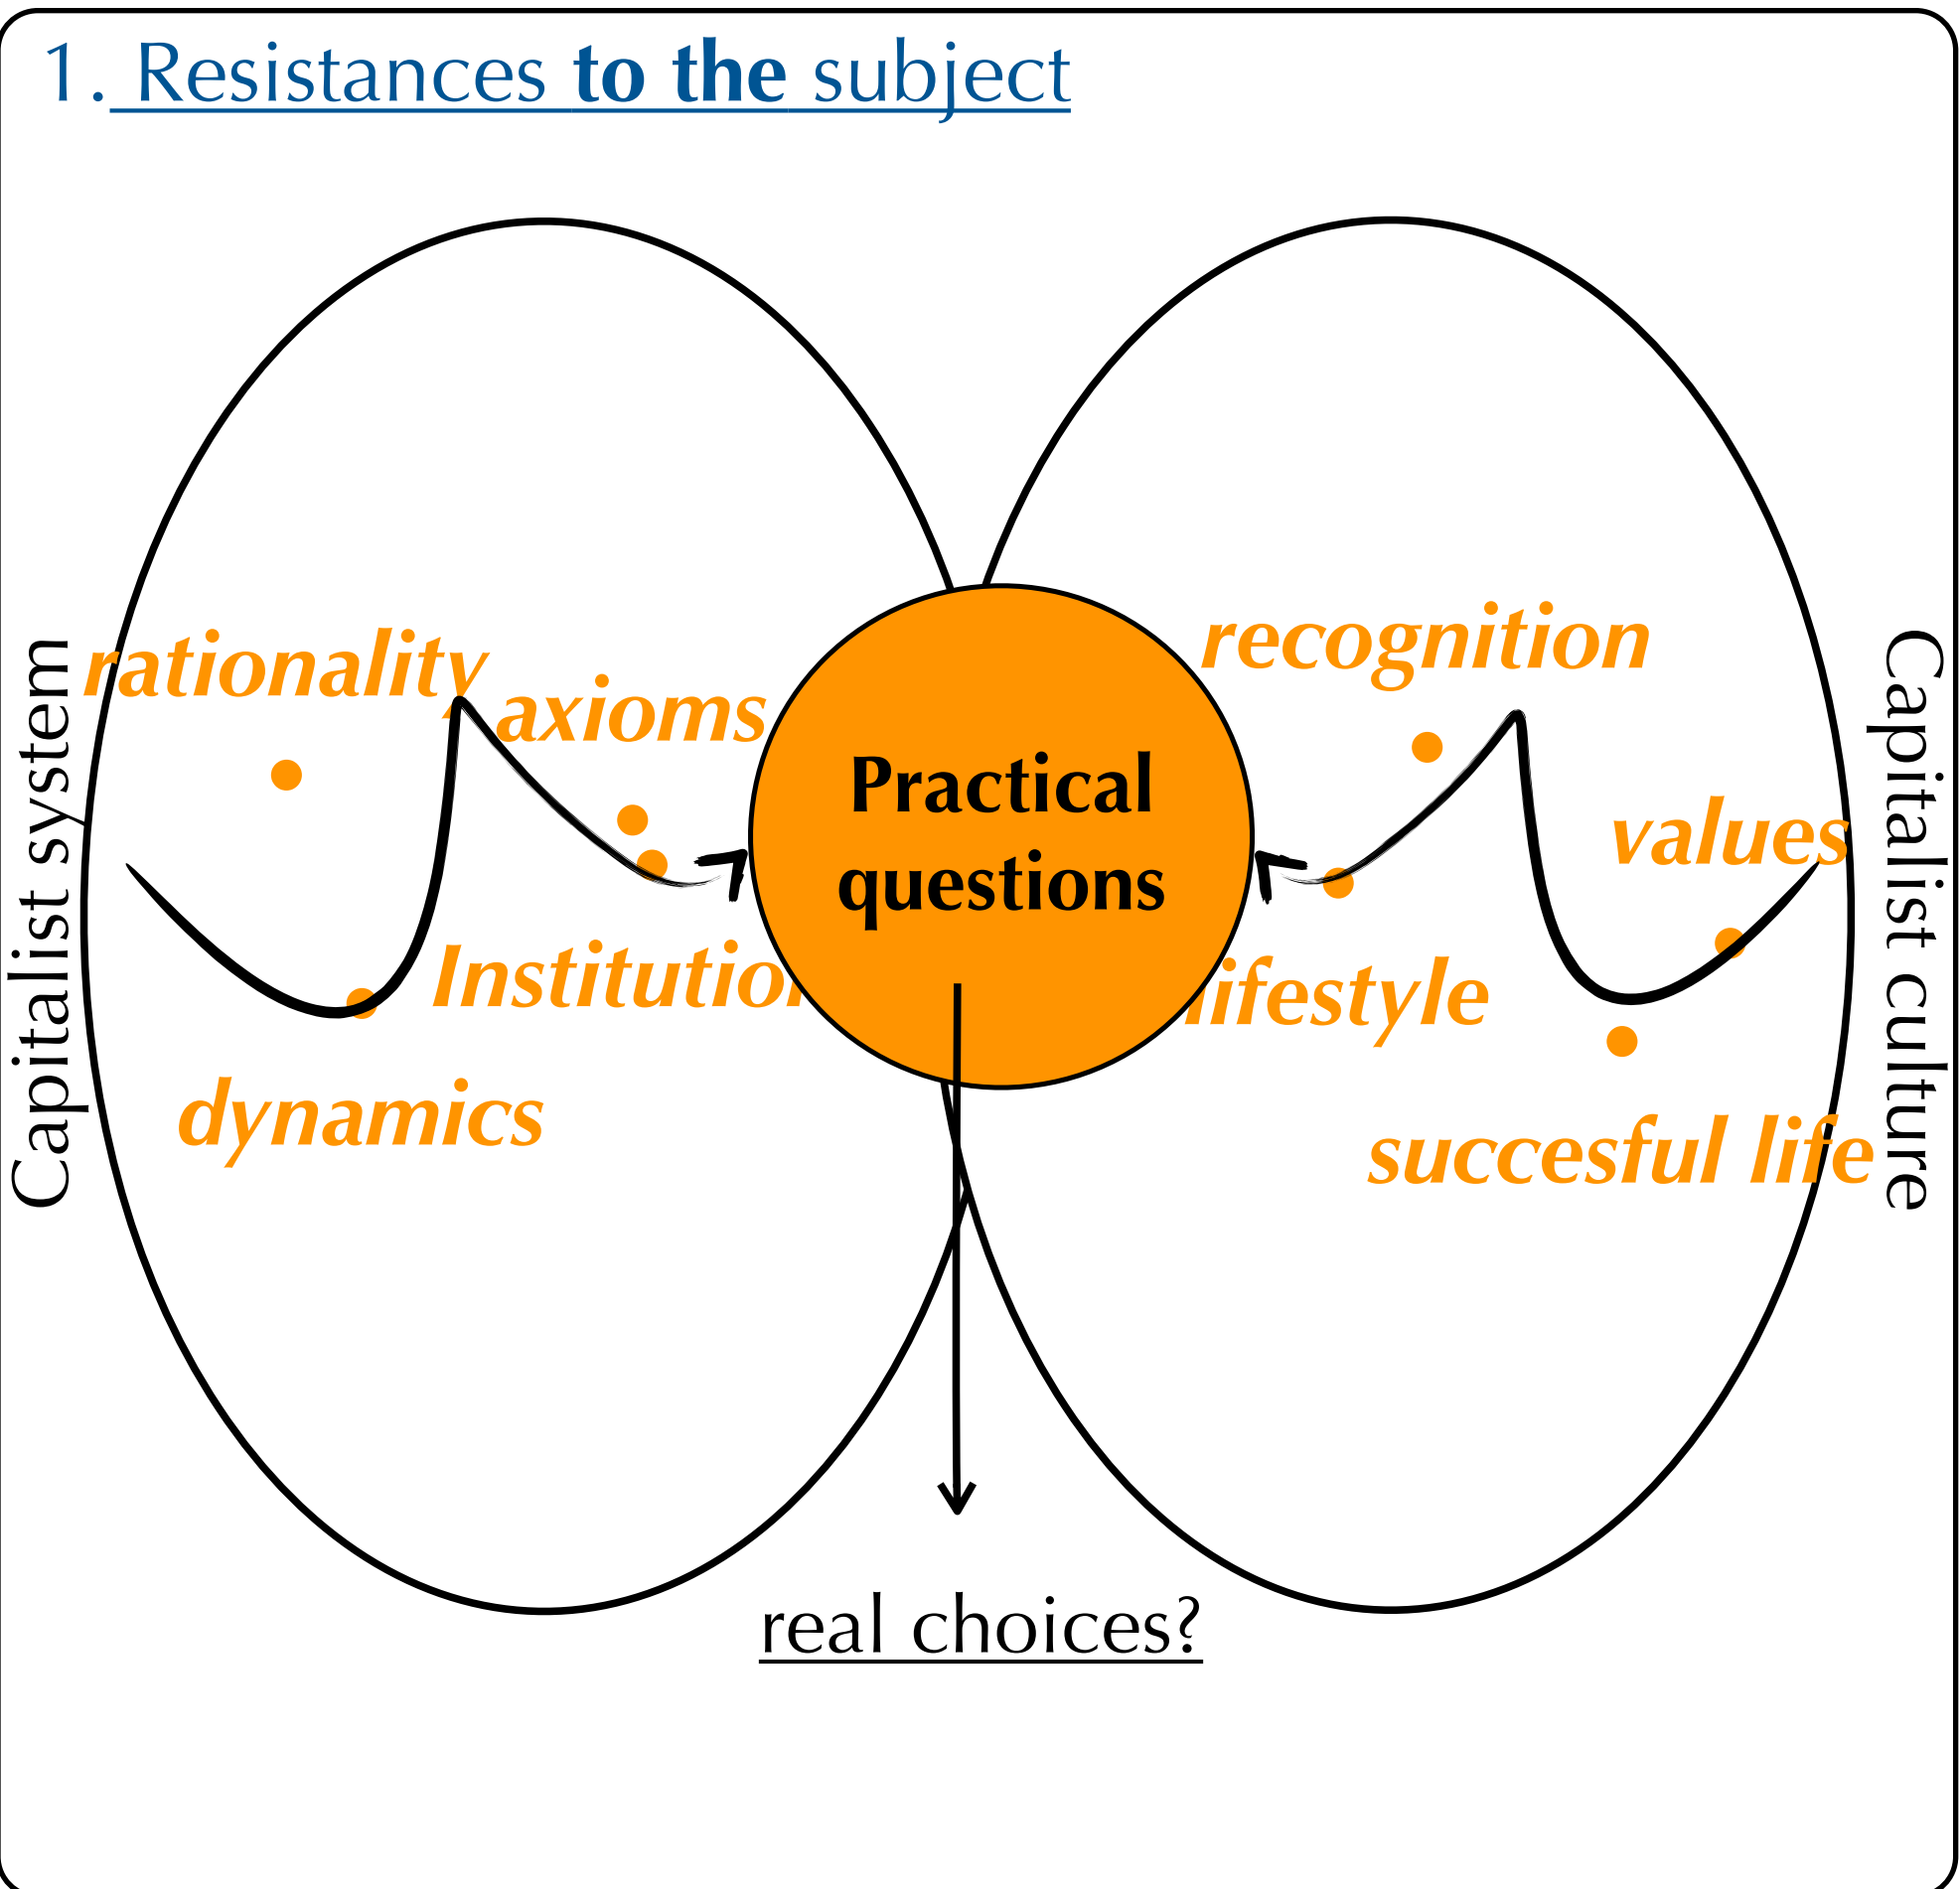 1. Resistances to the subject
Capitalist system
rationality
axioms
Institution
dynamics
Practical
questions
recognition
values
lifestyle
succesful life
Capitalist culture
real choices?